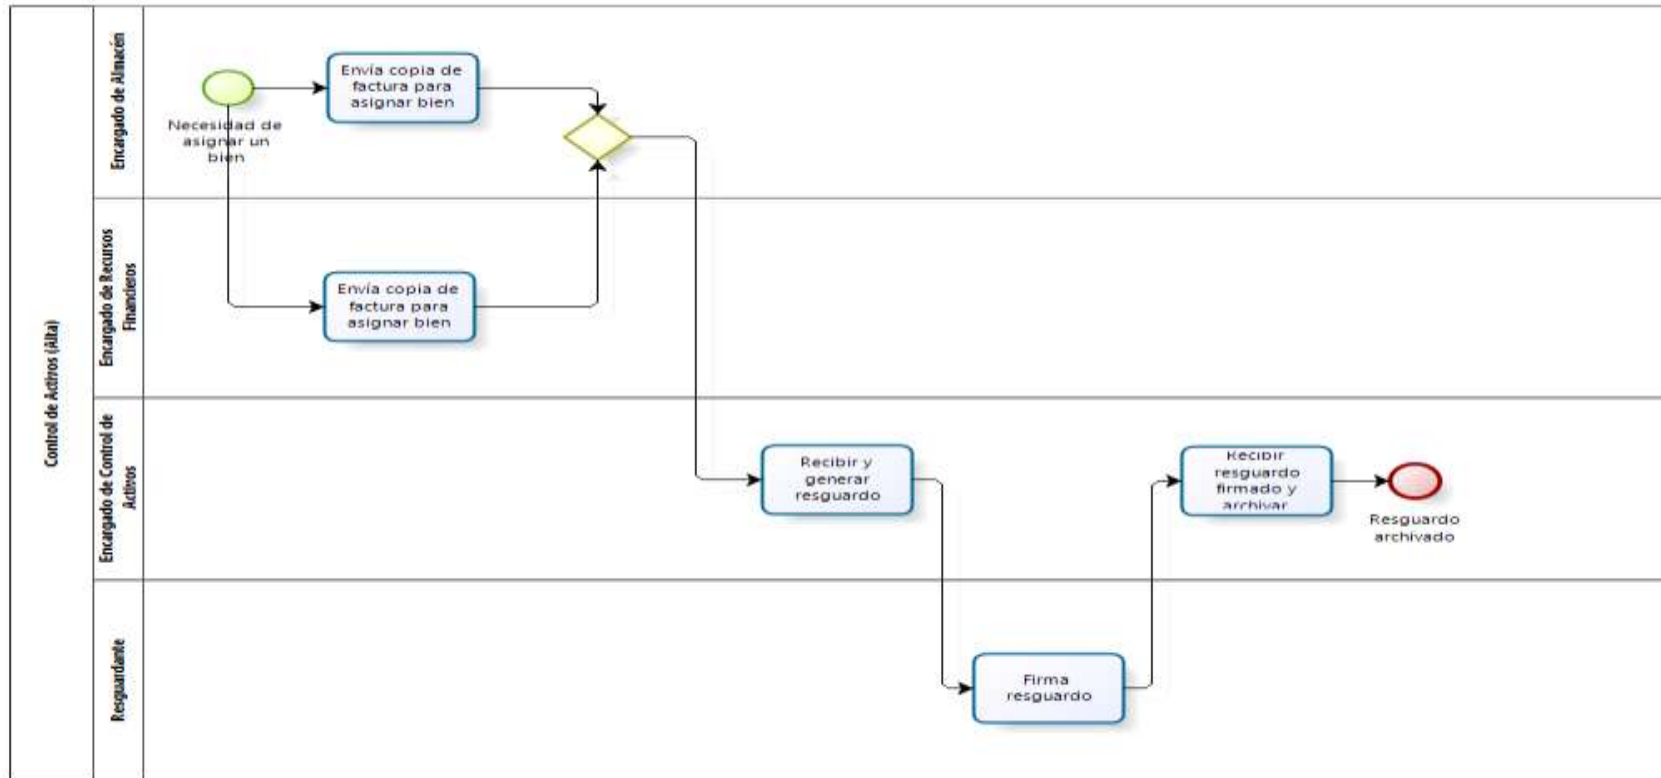 Control de Activos (Alta)
Encargado de Almacén
Necesidad de
asignar un
bien
Envía copia de
factura para
asignar bien
Encargado de Recursos
Financieros
Envía copia de
factura para
asignar bien
Encargado de Control de
Activos
Recibir y
generar
resguardo
Recibir
resguardo
firmado y
archivar
Resguardo
archivado
Resguardante
Firma
resguardo